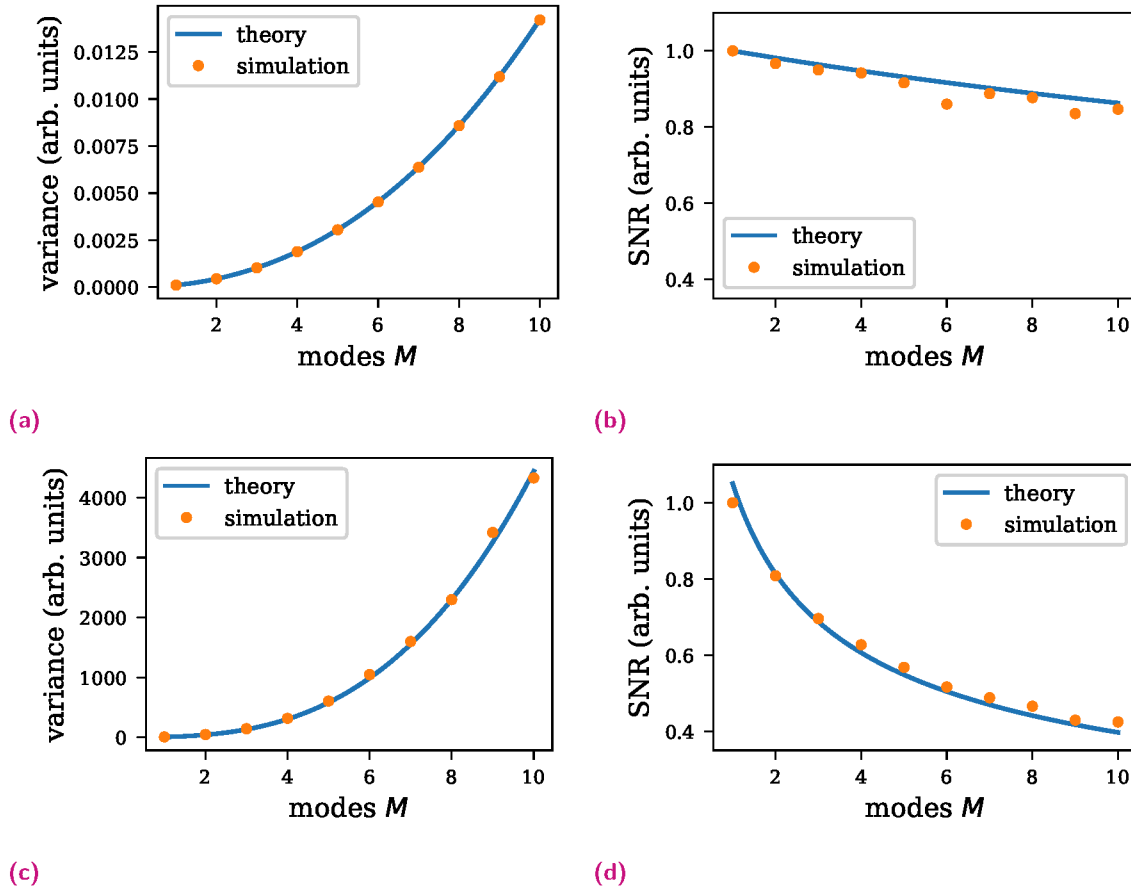 variance (arb. units)
0.0125
0.0100
0.0075
0.0050
0.0025
0.0000
theory
simulation
2 4 6 8 10
modes M
(a)
SNR (arb. units)
1.0
0.8
0.6
0.4
theory
simulation
2 4 6 8 10
modes M
(b)
variance (arb. units)
4000
3000
2000
1000
0
theory
simulation
2 4 6 8 10
modes M
(c)
SNR (arb. units)
1.0
0.8
0.6
0.4
theory
simulation
2 4 6 8 10
modes M
(d)